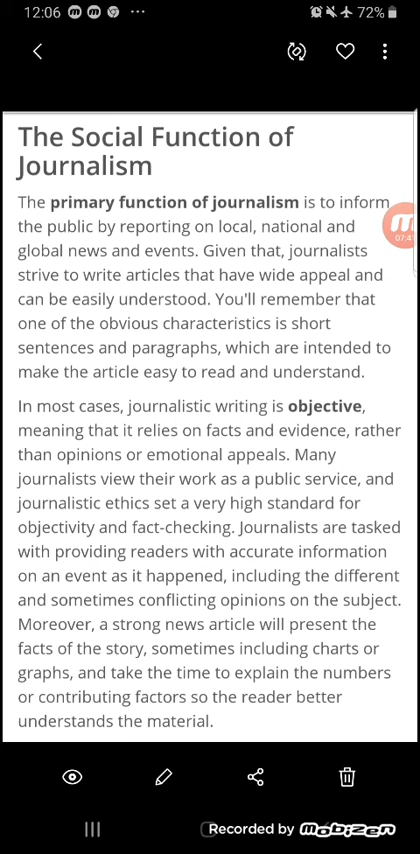 12:06
72%
The Social Function of
Journalism
The primary function of journalism is to inform
the public by reporting on local, national and
global news and events. Given that, journalists
strive to write articles that have wide appeal and
can be easily understood. You'll remember that
one of the obvious characteristics is short
sentences and paragraphs, which are intended to
make the article easy to read and understand.
In most cases, journalistic writing is objective,
meaning that it relies on facts and evidence, rather
than opinions or emotional appeals. Many
journalists view their work as a public service, and
journalistic ethics set a very high standard for
objectivity and fact-checking. Journalists are tasked
with providing readers with accurate information
on an event as it happened, including the different
and sometimes conflicting opinions on the subject.
Moreover, a strong news article will present the
facts of the story, sometimes including charts or
graphs, and take the time to explain the numbers
or contributing factors so the reader better
understands the material.
Recorded by Mobizen